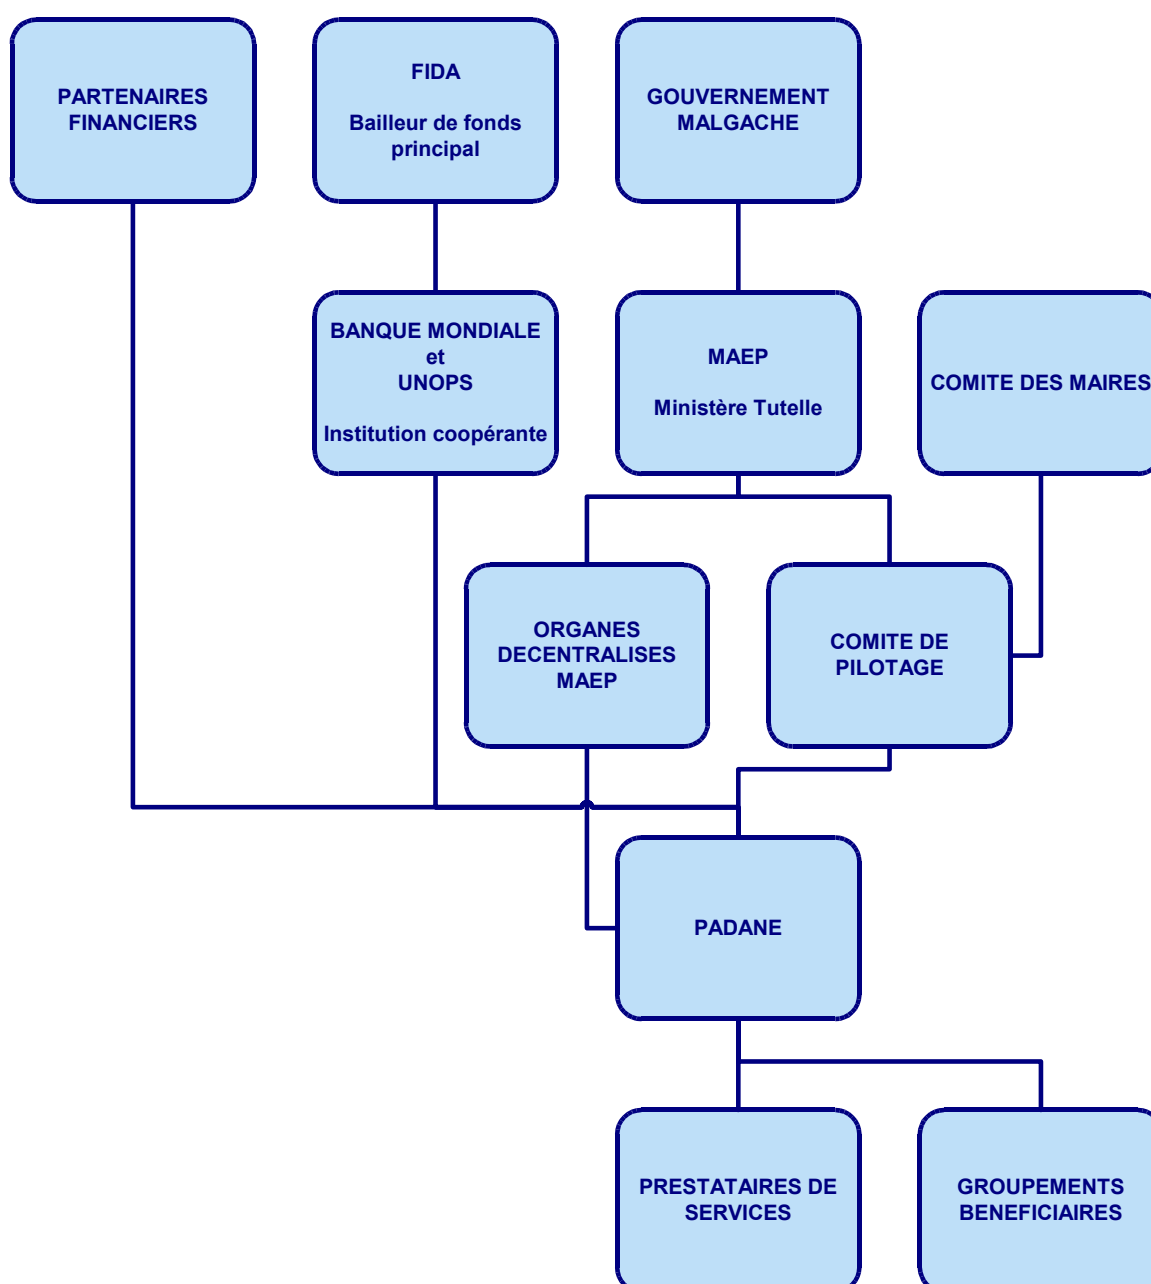 PARTENAIRES
FINANCIERS
FIDA
Bailleur de fonds
principal
GOUVERNEMENT
MALGACHE
BANQUE MONDIALE
et
UNOPS
Institution coopérante
MAEP
Ministère Tutelle
COMITE DES MAIRES
ORGANES
DECENTRALISES
MAEP
COMITE DE
PILOTAGE
PADANE
PRESTATAIRES DE
SERVICES
GROUPEMENTS
BENEFICIAIRES